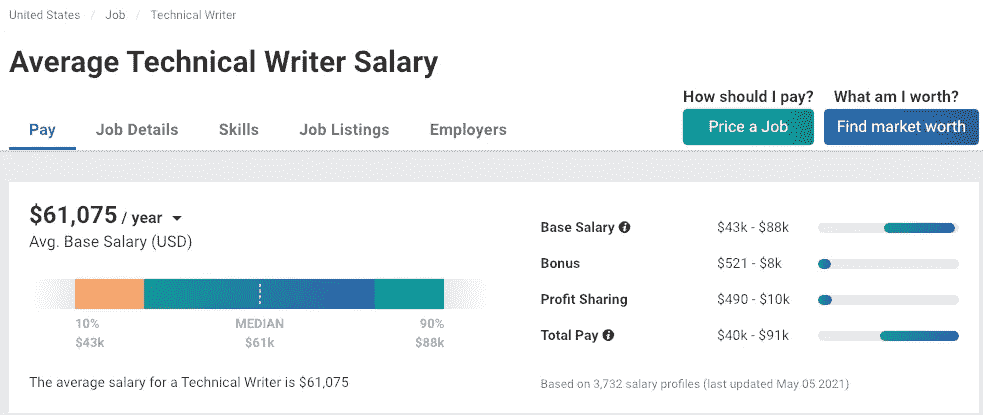 United States / Job / Technical Writer
Average Technical Writer Salary
How should I pay? What am I worth?
Pay Job Details Skills Job Listings Employers Price a Job Find market worth
$61,075 / year
Avg. Base Salary (USD)
10% MEDIAN 90%
$43k $61k $88k
The average salary for a Technical Writer is $61,075
Base Salary $43k - $88k
Bonus $521 - $8k
Profit Sharing $490 - $10k
Total Pay $40k - $91k
Based on 3,732 salary profiles (last updated May 05 2021)